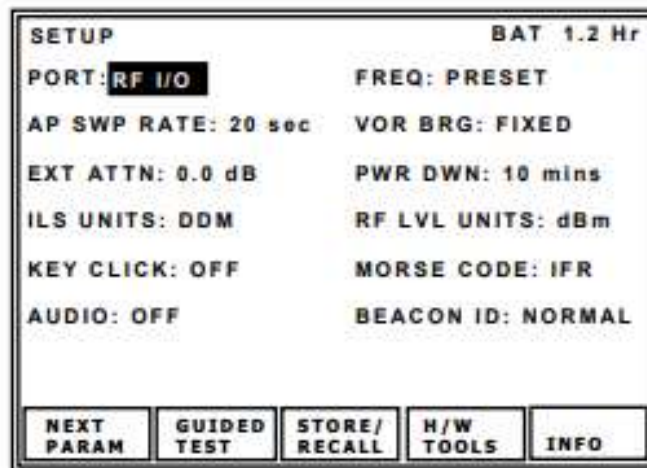 SETUP BAT 1.2 Hr
PORT: RF I/O FREQ: PRESET
AP SWP RATE: 20 sec VOR BRG: FIXED
EXT ATTN: 0.0 dB PWR DWN: 10 mins
ILS UNITS: DDM RF LVL UNITS: dBm
KEY CLICK: OFF MORSE CODE: IFR
AUDIO: OFF BEACON ID: NORMAL
NEXT PARAM GUIDED TEST STORE/ RECALL H/W TOOLS INFO